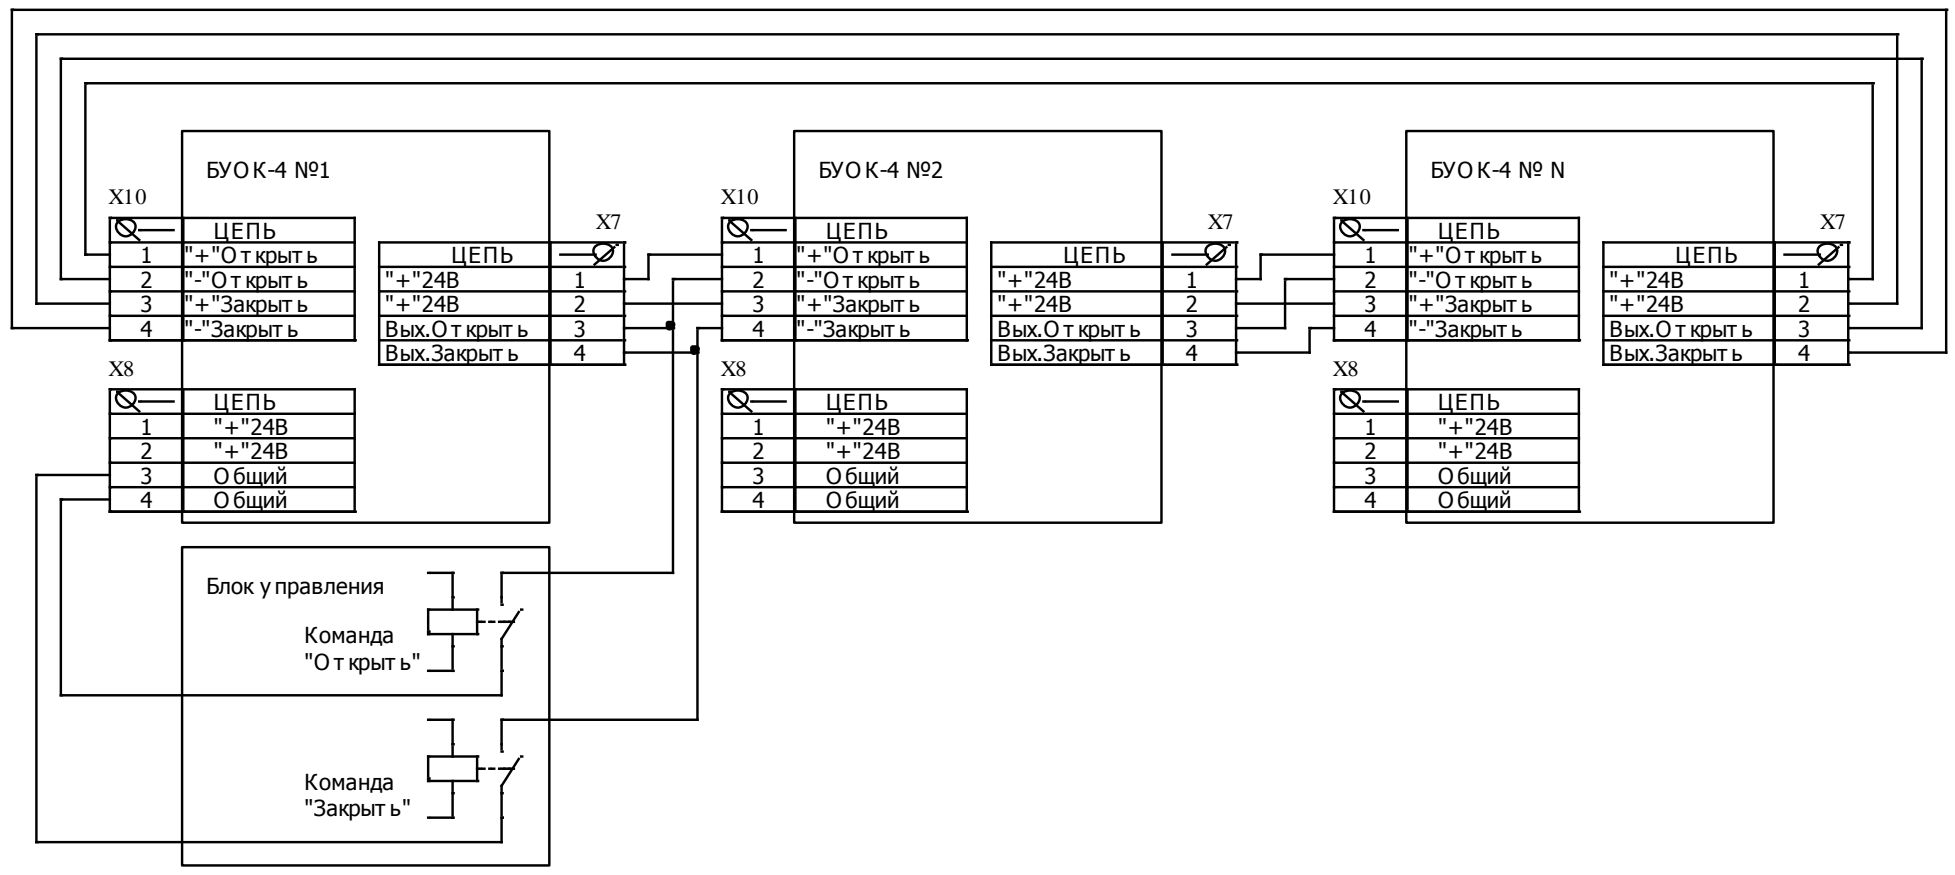 БУОК-4 №1
X10
ЦЕПЬ
1 "+"Открыть
2 "-"Открыть
3 "+"Закрыть
4 "-"Закрыть
X7
ЦЕПЬ
"+"24В 1
"+"24В 2
Вых.Открыть 3
Вых.Закрыть 4
X8
ЦЕПЬ
1 "+"24В
2 "+"24В
3 Общий
4 Общий
БУОК-4 №2
X10
ЦЕПЬ
1 "+"Открыть
2 "-"Открыть
3 "+"Закрыть
4 "-"Закрыть
X7
ЦЕПЬ
"+"24В 1
"+"24В 2
Вых.Открыть 3
Вых.Закрыть 4
X8
ЦЕПЬ
1 "+"24В
2 "+"24В
3 Общий
4 Общий
БУОК-4 № N
X10
ЦЕПЬ
1 "+"Открыть
2 "-"Открыть
3 "+"Закрыть
4 "-"Закрыть
X7
ЦЕПЬ
"+"24В 1
"+"24В 2
Вых.Открыть 3
Вых.Закрыть 4
X8
ЦЕПЬ
1 "+"24В
2 "+"24В
3 Общий
4 Общий
Блок управления
Команда
"Открыть"
Команда
"Закрыть"